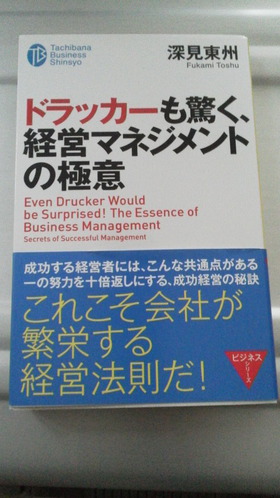 TB
Tachibana
Business
Shinsyo
深見東州
Fukami Toshu
ドラッカーも驚く、
経営マネジメント
の極意
Even Drucker Would
be Surprised! The Essence of
Business Management
Secrets of Successful Management
成功する経営者には、こんな共通点がある
一の努力を十倍返しにする、成功経営の秘訣
これこそ会社が
繁栄する
経営法則だ!
ビジネス
シリーズ